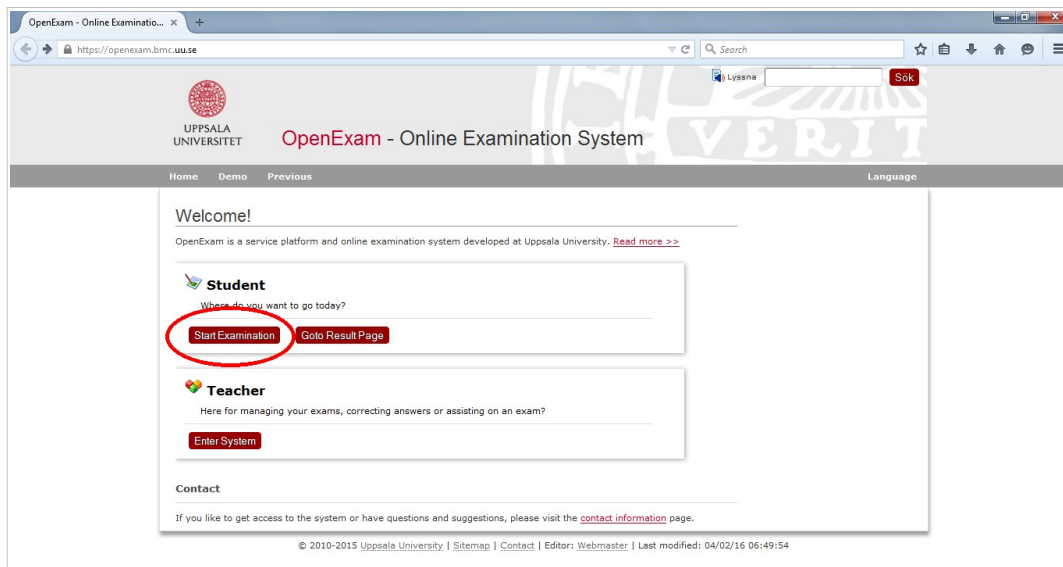 OpenExam - Online Examinatio...
https://openexam.bmc.uu.se
Search
Lyssna
Sök
UPPSALA
UNIVERSITET
OpenExam - Online Examination System
VERIT
Home Demo Previous Language
Welcome!
OpenExam is a service platform and online examination system developed at Uppsala University. Read more >>
Student
Where do you want to go today?
Start Examination Goto Result Page
Teacher
Here for managing your exams, correcting answers or assisting on an exam?
Enter System
Contact
If you like to get access to the system or have questions and suggestions, please visit the contact information page.
© 2010-2015 Uppsala University | Sitemap | Contact | Editor: Webmaster | Last modified: 04/02/16 06:49:54